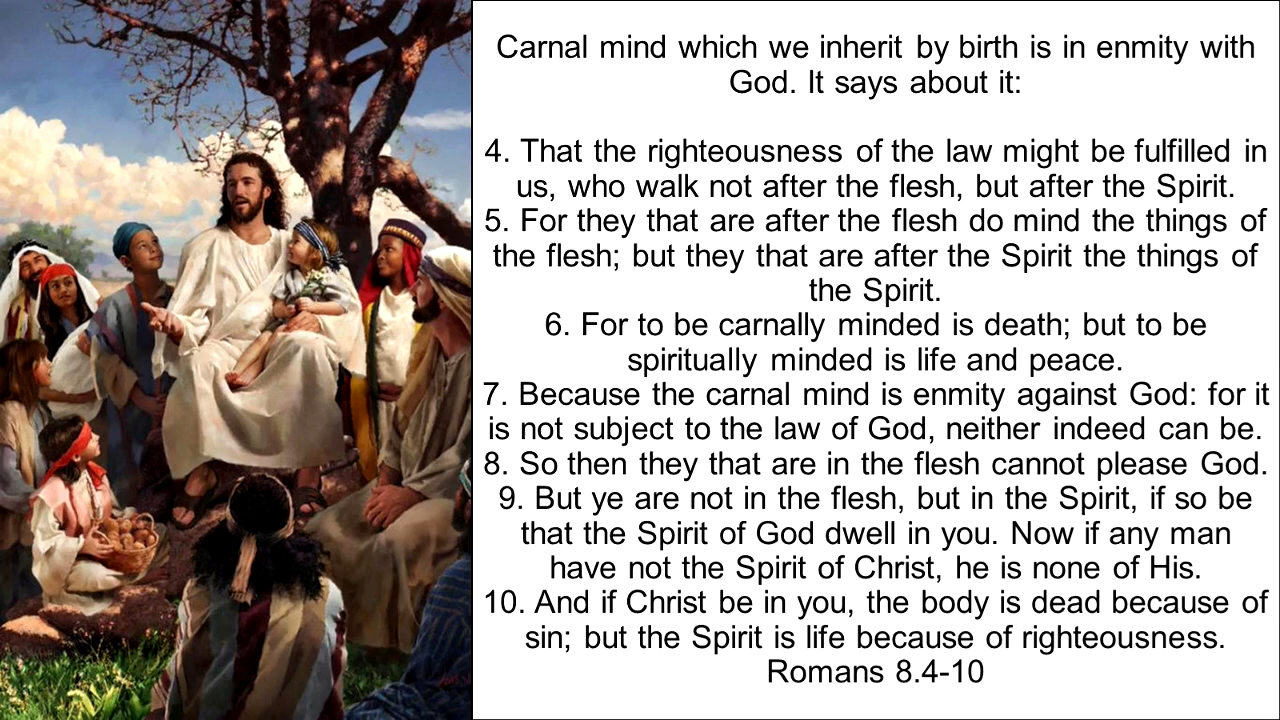 Carnal mind which we inherit by birth is in enmity with
God. It says about it:
4. That the righteousness of the law might be fulfilled in
us, who walk not after the flesh, but after the Spirit.
5. For they that are after the flesh do mind the things of
the flesh; but they that are after the Spirit the things of
the Spirit.
6. For to be carnally minded is death; but to be
spiritually minded is life and peace.
7. Because the carnal mind is enmity against God: for it
is not subject to the law of God, neither indeed can be.
8. So then they that are in the flesh cannot please God.
9. But ye are not in the flesh, but in the Spirit, if so be
that the Spirit of God dwell in you. Now if any man
have not the Spirit of Christ, he is none of His.
10. And if Christ be in you, the body is dead because of
sin; but the Spirit is life because of righteousness.
Romans 8.4-10